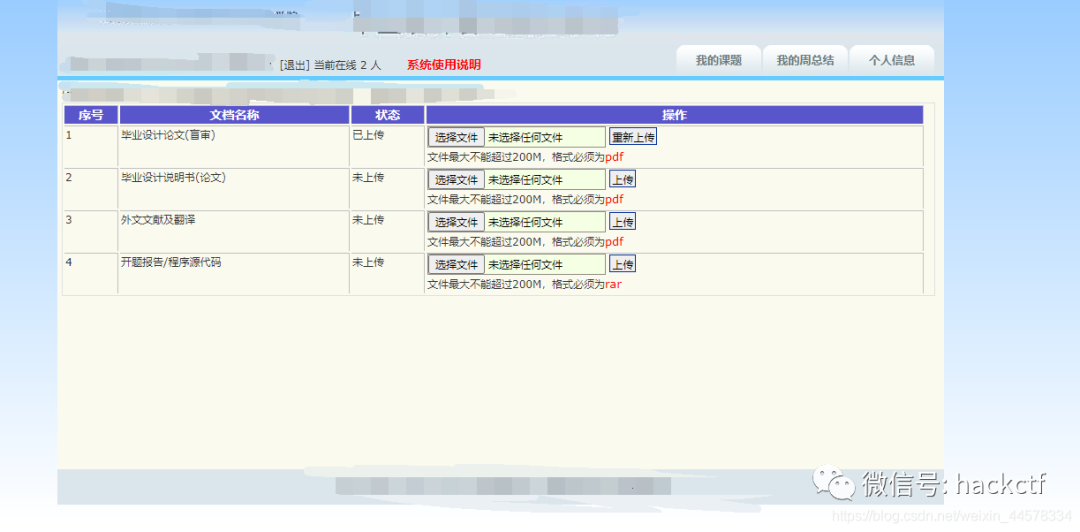 [退出] 当前在线 2 人 系统使用说明 我的课题 我的周总结 个人信息
序号 文档名称 状态 操作
1 毕业设计论文(盲审) 已上传 选择文件 未选择任何文件 重新上传
文件最大不能超过200M，格式必须为pdf
2 毕业设计说明书(论文) 未上传 选择文件 未选择任何文件 上传
文件最大不能超过200M，格式必须为pdf
3 外文文献及翻译 未上传 选择文件 未选择任何文件 上传
文件最大不能超过200M，格式必须为pdf
4 开题报告/程序源代码 未上传 选择文件 未选择任何文件 上传
文件最大不能超过200M，格式必须为rar
微信号: hackctf
https://blog.csdn.net/weixin_44578334